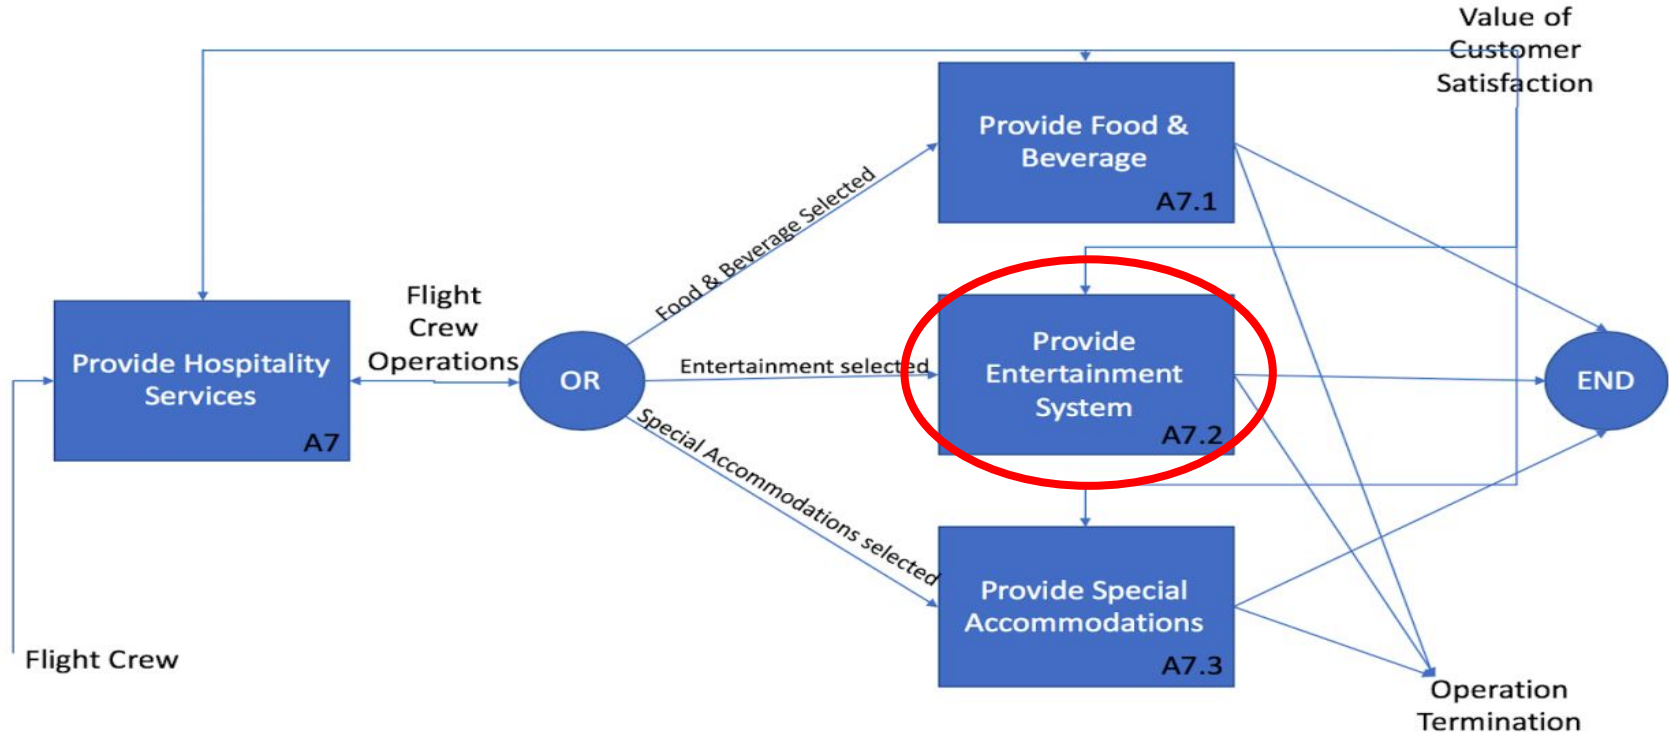 Value of
Customer
Satisfaction
Provide Food &
Beverage
A7.1
Food & Beverage Selected
Flight
Crew
Operations
Provide Hospitality
Services
A7
OR
Entertainment selected
Provide
Entertainment
System
A7.2
END
Special Accommodations selected
Provide Special
Accommodations
A7.3
Flight Crew
Operation
Termination